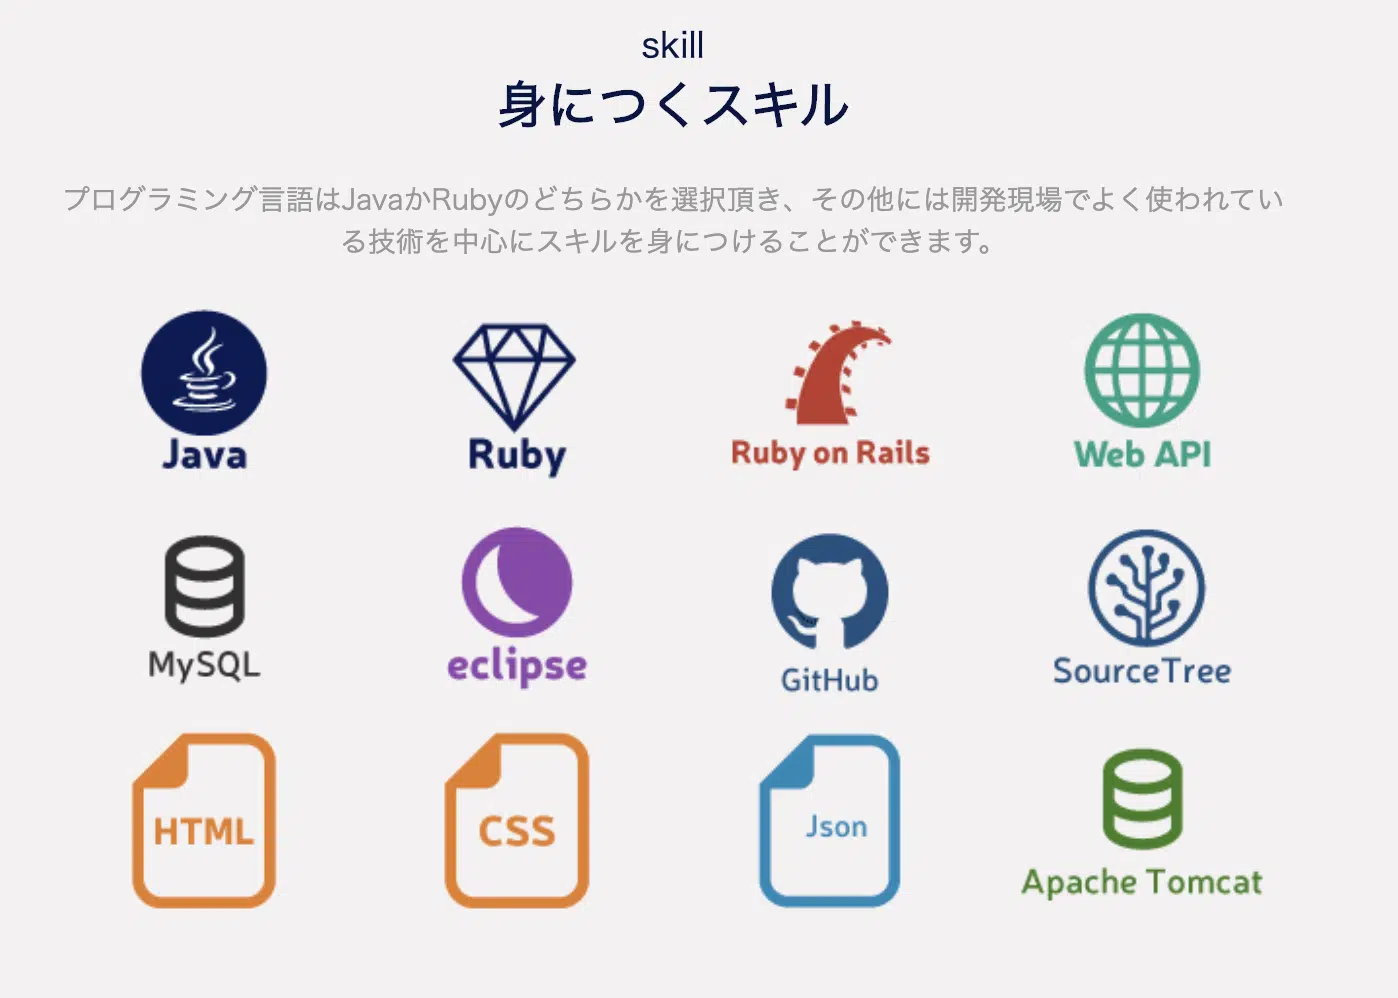 skill
身につくスキル
プログラミング言語はJavaかRubyのどちらかを選択頂き、その他には開発現場でよく使われてい
る技術を中心にスキルを身につけることができます。
Java
Ruby
Ruby on Rails
Web API
MySQL
eclipse
GitHub
SourceTree
HTML
CSS
Json
Apache Tomcat